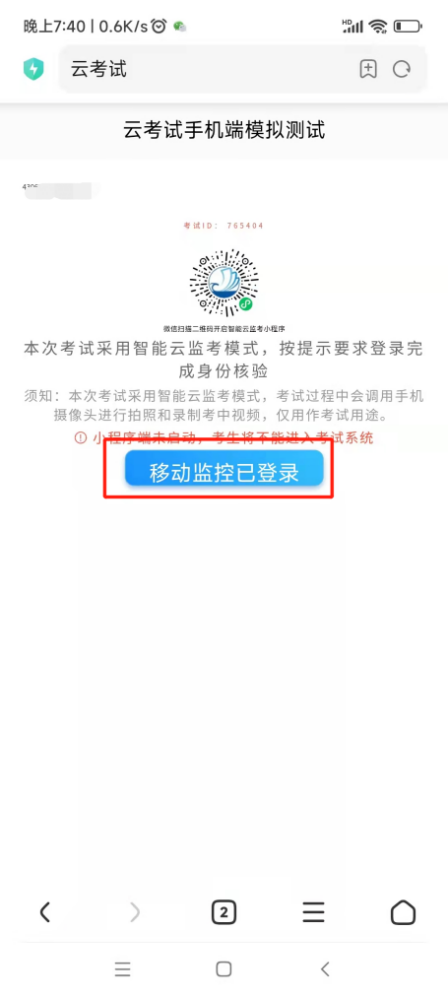 晚上7:40 | 0.6K/s
HD
云考试
云考试手机端模拟测试
考试ID： 765404
微信扫描二维码开启智能云监考小程序
本次考试采用智能云监考模式，按提示要求登录完
成身份核验
须知：本次考试采用智能云监考模式，考试过程中会调用手机
摄像头进行拍照和录制考中视频，仅用作考试用途。
小程序端未启动，考生将不能进入考试系统
移动监控已登录
2